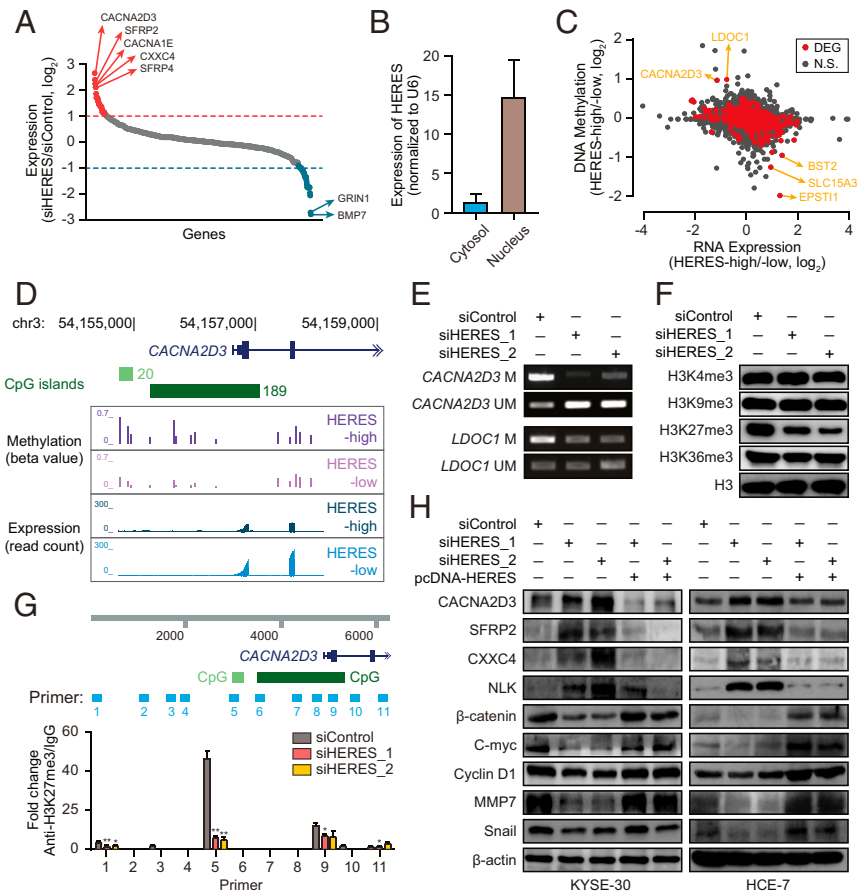 A
CACNA2D3
SFRP2
CACNA1E
CXXC4
SFRP4
Expression
(siHERES/siControl, log2)
3
2
1
0
-1
-2
-3
GRIN1
BMP7
Genes
B
Expression of HERES
(normalized to U6)
20
15
10
5
0
Cytosol
Nucleus
C
LDOC1
DEG
N.S.
CACNA2D3
DNA Methylation
(HERES-high/-low, log2)
2
1
0
-1
-2
BST2
SLC15A3
EPSTI1
-4 -2 0 2 4
RNA Expression
(HERES-high/-low, log2)
D
chr3: 54,155,000| 54,157,000| 54,159,000|
CACNA2D3
CpG islands
20
189
Methylation
(beta value)
0.7_
0_
HERES
-high
0.7_
0_
HERES
-low
Expression
(read count)
300_
0_
HERES
-high
300_
0_
HERES
-low
E
siControl + – –
siHERES_1 – + –
siHERES_2 – – +
CACNA2D3 M
CACNA2D3 UM
LDOC1 M
LDOC1 UM
F
siControl + – –
siHERES_1 – + –
siHERES_2 – – +
H3K4me3
H3K9me3
H3K27me3
H3K36me3
H3
G
2000 4000 6000
CACNA2D3
CpG CpG
Primer:
1 2 3 4 5 6 7 8 9 10 11
Fold change
Anti-H3K27me3/IgG
60
40
20
0
siControl
siHERES_1
siHERES_2
** * ** ** * *
1 2 3 4 5 6 7 8 9 10 11
Primer
H
siControl + – – – – + – – – –
siHERES_1 – + – + – – + – + –
siHERES_2 – – + – + – – + – +
pcDNA-HERES – – – + + – – – + +
CACNA2D3
SFRP2
CXXC4
NLK
β-catenin
C-myc
Cyclin D1
MMP7
Snail
β-actin
KYSE-30 HCE-7